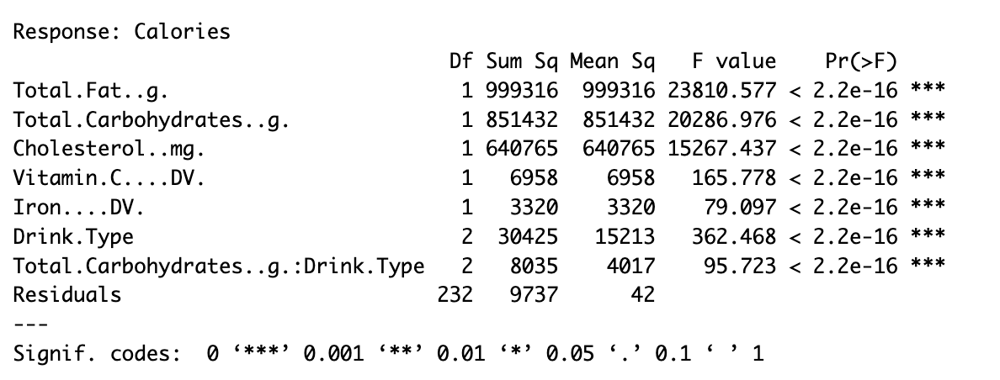 Response: Calories
Df Sum Sq Mean Sq F value Pr(>F)
Total.Fat..g. 1 999316 999316 23810.577 < 2.2e-16 ***
Total.Carbohydrates..g. 1 851432 851432 20286.976 < 2.2e-16 ***
Cholesterol..mg. 1 640765 640765 15267.437 < 2.2e-16 ***
Vitamin.C....DV. 1 6958 6958 165.778 < 2.2e-16 ***
Iron....DV. 1 3320 3320 79.097 < 2.2e-16 ***
Drink.Type 2 30425 15213 362.468 < 2.2e-16 ***
Total.Carbohydrates..g.:Drink.Type 2 8035 4017 95.723 < 2.2e-16 ***
Residuals 232 9737 42
---
Signif. codes: 0 ‘***’ 0.001 ‘**’ 0.01 ‘*’ 0.05 ‘.’ 0.1 ‘ ’ 1